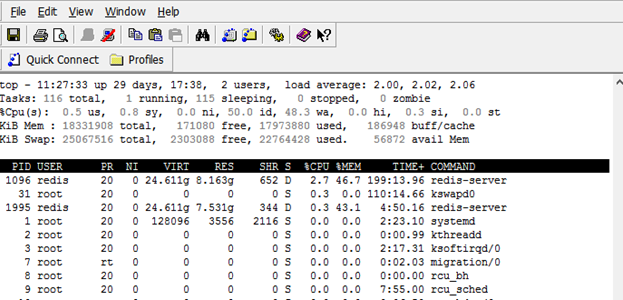 File Edit View Window Help
Quick Connect Profiles
top - 11:27:33 up 29 days, 17:38, 2 users, load average: 2.00, 2.02, 2.06
Tasks: 116 total, 1 running, 115 sleeping, 0 stopped, 0 zombie
%Cpu(s): 0.5 us, 0.8 sy, 0.0 ni, 50.0 id, 48.3 wa, 0.0 hi, 0.3 si, 0.0 st
KiB Mem : 18331908 total, 171080 free, 17973880 used, 186948 buff/cache
KiB Swap: 25067516 total, 2303088 free, 22764428 used. 56872 avail Mem
PID USER PR NI VIRT RES SHR S %CPU %MEM TIME+ COMMAND
1096 redis 20 0 24.611g 8.163g 652 D 2.7 46.7 199:13.96 redis-server
31 root 20 0 0 0 0 S 0.3 0.0 110:14.66 kswapd0
1995 redis 20 0 24.611g 7.531g 344 D 0.3 43.1 4:50.16 redis-server
1 root 20 0 128096 3556 2116 S 0.0 0.0 2:23.10 systemd
2 root 20 0 0 0 0 S 0.0 0.0 0:00.99 kthreadd
3 root 20 0 0 0 0 S 0.0 0.0 2:17.31 ksoftirqd/0
7 root rt 0 0 0 0 S 0.0 0.0 0:02.03 migration/0
8 root 20 0 0 0 0 S 0.0 0.0 0:00.00 rcu_bh
9 root 20 0 0 0 0 S 0.0 0.0 7:55.00 rcu_sched